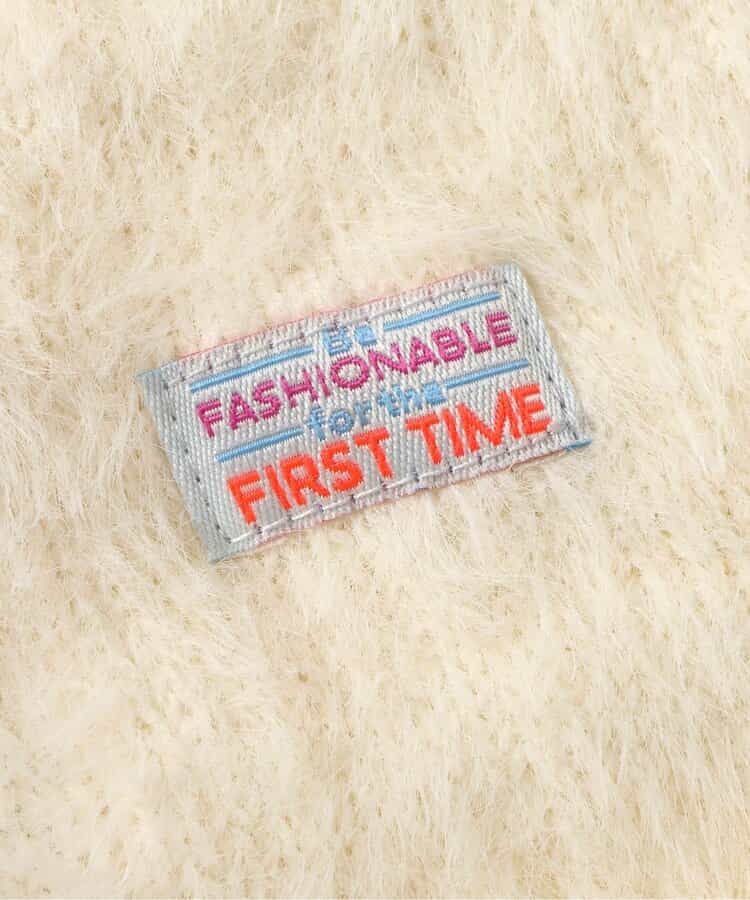 Be
FASHIONABLE
for the
FIRST TIME